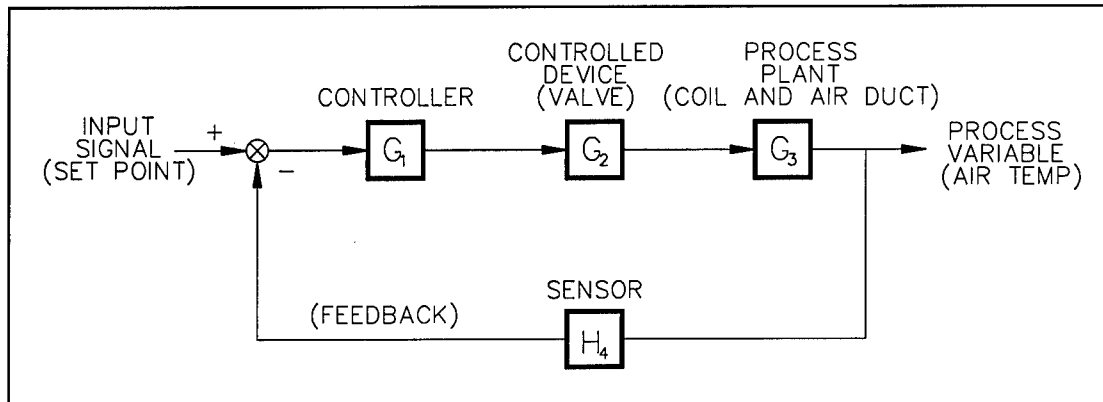 CONTROLLER
CONTROLLED
DEVICE
(VALVE)
PROCESS
PLANT
(COIL AND AIR DUCT)
INPUT
SIGNAL
(SET POINT)
+
−
G₁
G₂
G₃
PROCESS
VARIABLE
(AIR TEMP)
(FEEDBACK)
SENSOR
H₄